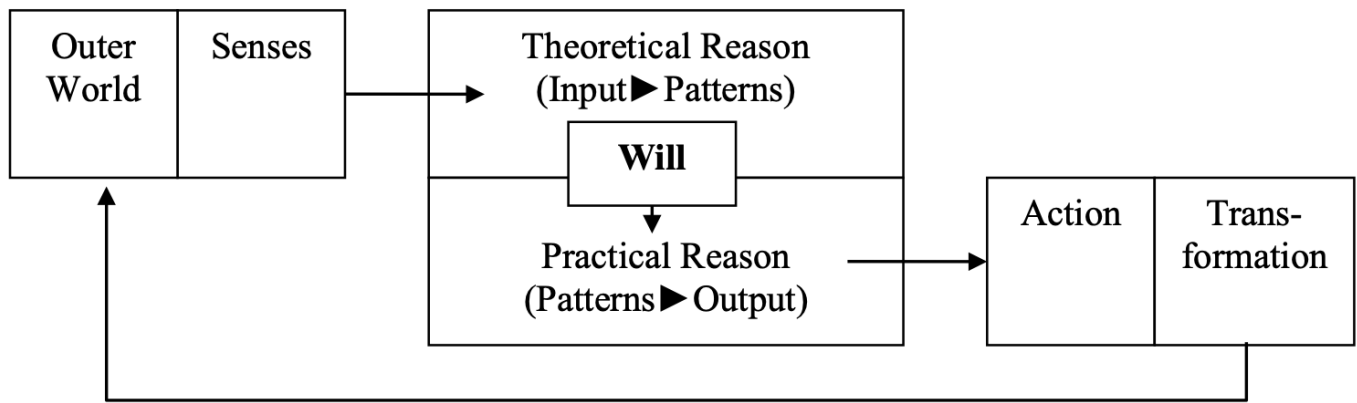 Outer
World
Senses
Theoretical Reason
(Input►Patterns)
Will
Practical Reason
(Patterns►Output)
Action
Trans-
formation